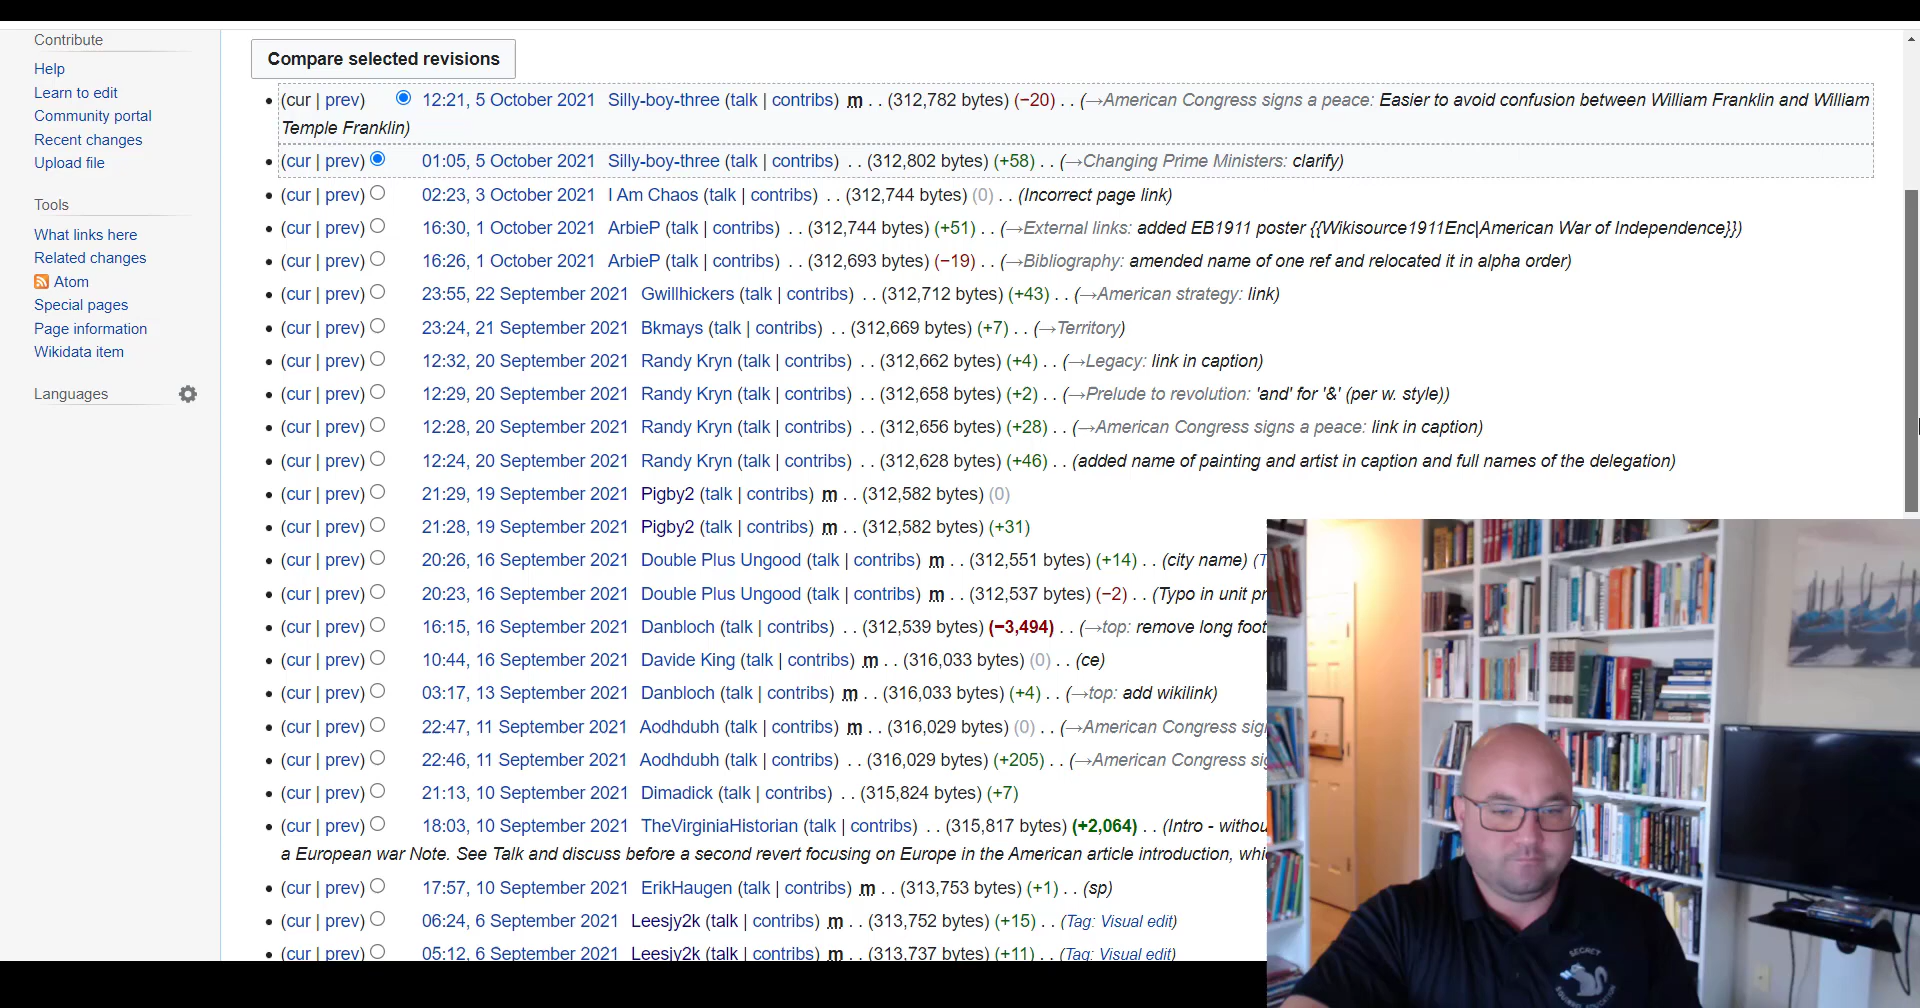 Contribute
Help
Learn to edit
Community portal
Recent changes
Upload file
Tools
What links here
Related changes
Atom
Special pages
Page information
Wikidata item
Languages
Compare selected revisions
(cur | prev) 12:21, 5 October 2021 Silly-boy-three (talk | contribs) m . . (312,782 bytes) (−20) . . (→American Congress signs a peace: Easier to avoid confusion between William Franklin and William
Temple Franklin)
(cur | prev) 01:05, 5 October 2021 Silly-boy-three (talk | contribs) . . (312,802 bytes) (+58) . . (→Changing Prime Ministers: clarify)
(cur | prev) 02:23, 3 October 2021 I Am Chaos (talk | contribs) . . (312,744 bytes) (0) . . (Incorrect page link)
(cur | prev) 16:30, 1 October 2021 ArbieP (talk | contribs) . . (312,744 bytes) (+51) . . (→External links: added EB1911 poster {{Wikisource1911Enc|American War of Independence}})
(cur | prev) 16:26, 1 October 2021 ArbieP (talk | contribs) . . (312,693 bytes) (−19) . . (→Bibliography: amended name of one ref and relocated it in alpha order)
(cur | prev) 23:55, 22 September 2021 Gwillhickers (talk | contribs) . . (312,712 bytes) (+43) . . (→American strategy: link)
(cur | prev) 23:24, 21 September 2021 Bkmays (talk | contribs) . . (312,669 bytes) (+7) . . (→Territory)
(cur | prev) 12:32, 20 September 2021 Randy Kryn (talk | contribs) . . (312,662 bytes) (+4) . . (→Legacy: link in caption)
(cur | prev) 12:29, 20 September 2021 Randy Kryn (talk | contribs) . . (312,658 bytes) (+2) . . (→Prelude to revolution: 'and' for '&' (per w. style))
(cur | prev) 12:28, 20 September 2021 Randy Kryn (talk | contribs) . . (312,656 bytes) (+28) . . (→American Congress signs a peace: link in caption)
(cur | prev) 12:24, 20 September 2021 Randy Kryn (talk | contribs) . . (312,628 bytes) (+46) . . (added name of painting and artist in caption and full names of the delegation)
(cur | prev) 21:29, 19 September 2021 Pigby2 (talk | contribs) m . . (312,582 bytes) (0)
(cur | prev) 21:28, 19 September 2021 Pigby2 (talk | contribs) m . . (312,582 bytes) (+31)
(cur | prev) 20:26, 16 September 2021 Double Plus Ungood (talk | contribs) m . . (312,551 bytes) (+14) . . (city name) (T
(cur | prev) 20:23, 16 September 2021 Double Plus Ungood (talk | contribs) m . . (312,537 bytes) (−2) . . (Typo in unit pr
(cur | prev) 16:15, 16 September 2021 Danbloch (talk | contribs) . . (312,539 bytes) (−3,494) . . (→top: remove long foot
(cur | prev) 10:44, 16 September 2021 Davide King (talk | contribs) m . . (316,033 bytes) (0) . . (ce)
(cur | prev) 03:17, 13 September 2021 Danbloch (talk | contribs) m . . (316,033 bytes) (+4) . . (→top: add wikilink)
(cur | prev) 22:47, 11 September 2021 Aodhdubh (talk | contribs) m . . (316,029 bytes) (0) . . (→American Congress sig
(cur | prev) 22:46, 11 September 2021 Aodhdubh (talk | contribs) . . (316,029 bytes) (+205) . . (→American Congress sig
(cur | prev) 21:13, 10 September 2021 Dimadick (talk | contribs) . . (315,824 bytes) (+7)
(cur | prev) 18:03, 10 September 2021 TheVirginiaHistorian (talk | contribs) . . (315,817 bytes) (+2,064) . . (Intro - withou
a European war Note. See Talk and discuss before a second revert focusing on Europe in the American article introduction, whi
(cur | prev) 17:57, 10 September 2021 ErikHaugen (talk | contribs) m . . (313,753 bytes) (+1) . . (sp)
(cur | prev) 06:24, 6 September 2021 Leesjy2k (talk | contribs) m . . (313,752 bytes) (+15) . . (Tag: Visual edit)
(cur | prev) 05:12, 6 September 2021 Leesjy2k (talk | contribs) m . . (313,737 bytes) (+11) . . (Tag: Visual edit)
SECRET
SQUIRREL EDUCATION